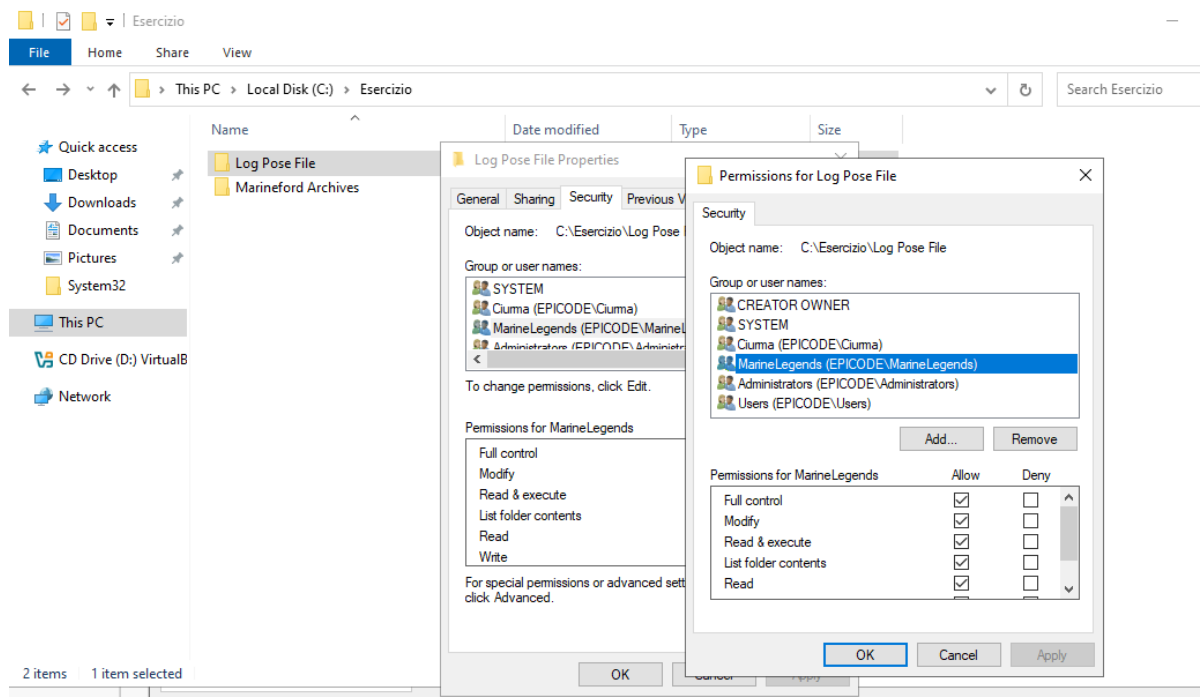 Esercizio
File Home Share View
This PC > Local Disk (C:) > Esercizio
Search Esercizio
Quick access
Desktop
Downloads
Documents
Pictures
System32
This PC
CD Drive (D:) VirtualB
Network
Name Date modified Type Size
Log Pose File
Marineford Archives
Log Pose File Properties
General Sharing Security Previous V
Object name: C:\Esercizio\Log Pose
Group or user names:
SYSTEM
Ciurma (EPICODE\Ciurma)
MarineLegends (EPICODE\MarineL
Administrators (EPICODE\Administr
To change permissions, click Edit.
Permissions for MarineLegends
Full control
Modify
Read & execute
List folder contents
Read
Write
For special permissions or advanced sett
click Advanced.
OK Cancel Apply
Permissions for Log Pose File
Security
Object name: C:\Esercizio\Log Pose File
Group or user names:
CREATOR OWNER
SYSTEM
Ciurma (EPICODE\Ciurma)
MarineLegends (EPICODE\MarineLegends)
Administrators (EPICODE\Administrators)
Users (EPICODE\Users)
Add... Remove
Permissions for MarineLegends Allow Deny
Full control
Modify
Read & execute
List folder contents
Read
OK Cancel Apply
2 items 1 item selected